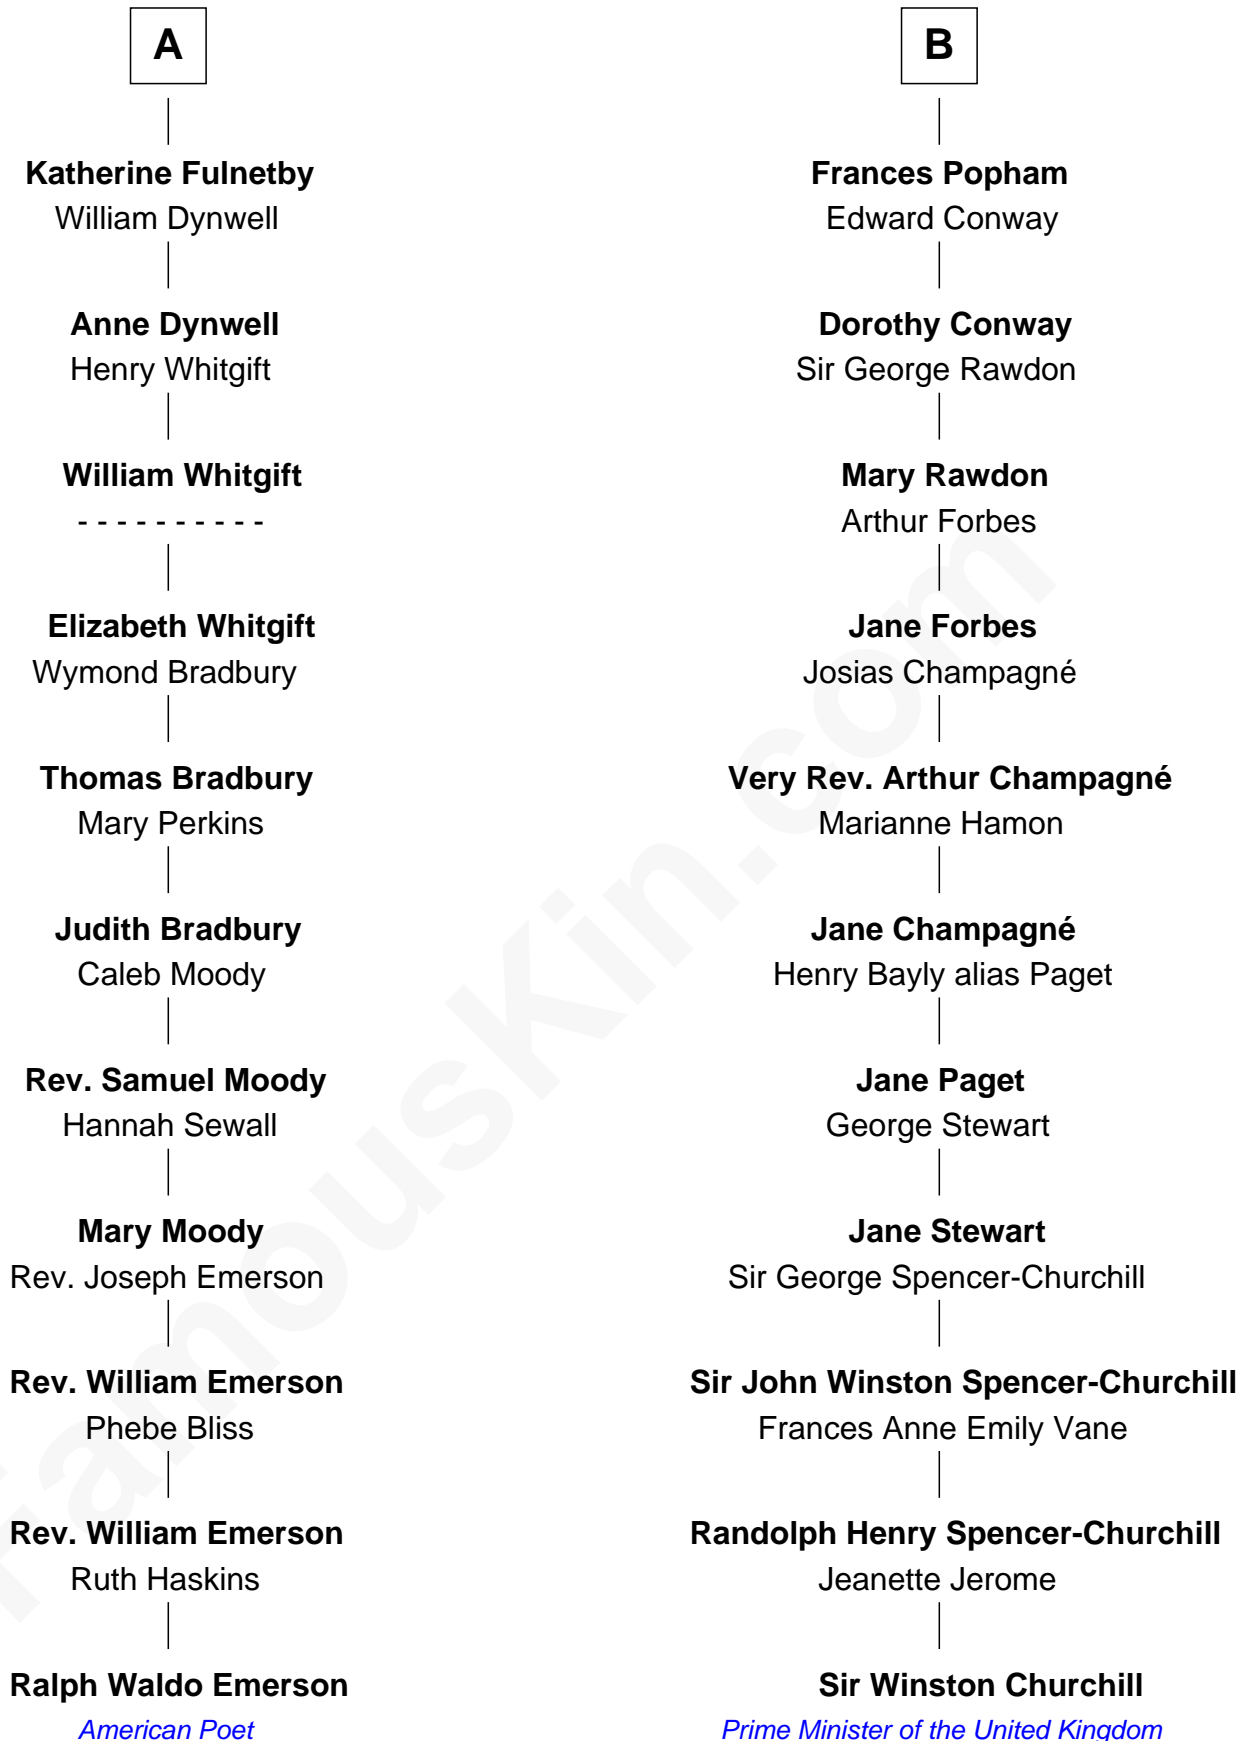 A
Katherine Fulnetby
William Dynwell
Anne Dynwell
Henry Whitgift
William Whitgift
- - - - - - - - - -
Elizabeth Whitgift
Wymond Bradbury
Thomas Bradbury
Mary Perkins
Judith Bradbury
Caleb Moody
Rev. Samuel Moody
Hannah Sewall
Mary Moody
Rev. Joseph Emerson
Rev. William Emerson
Phebe Bliss
Rev. William Emerson
Ruth Haskins
Ralph Waldo Emerson
American Poet
B
Frances Popham
Edward Conway
Dorothy Conway
Sir George Rawdon
Mary Rawdon
Arthur Forbes
Jane Forbes
Josias Champagné
Very Rev. Arthur Champagné
Marianne Hamon
Jane Champagné
Henry Bayly alias Paget
Jane Paget
George Stewart
Jane Stewart
Sir George Spencer-Churchill
Sir John Winston Spencer-Churchill
Frances Anne Emily Vane
Randolph Henry Spencer-Churchill
Jeanette Jerome
Sir Winston Churchill
Prime Minister of the United Kingdom
FamousKin.com